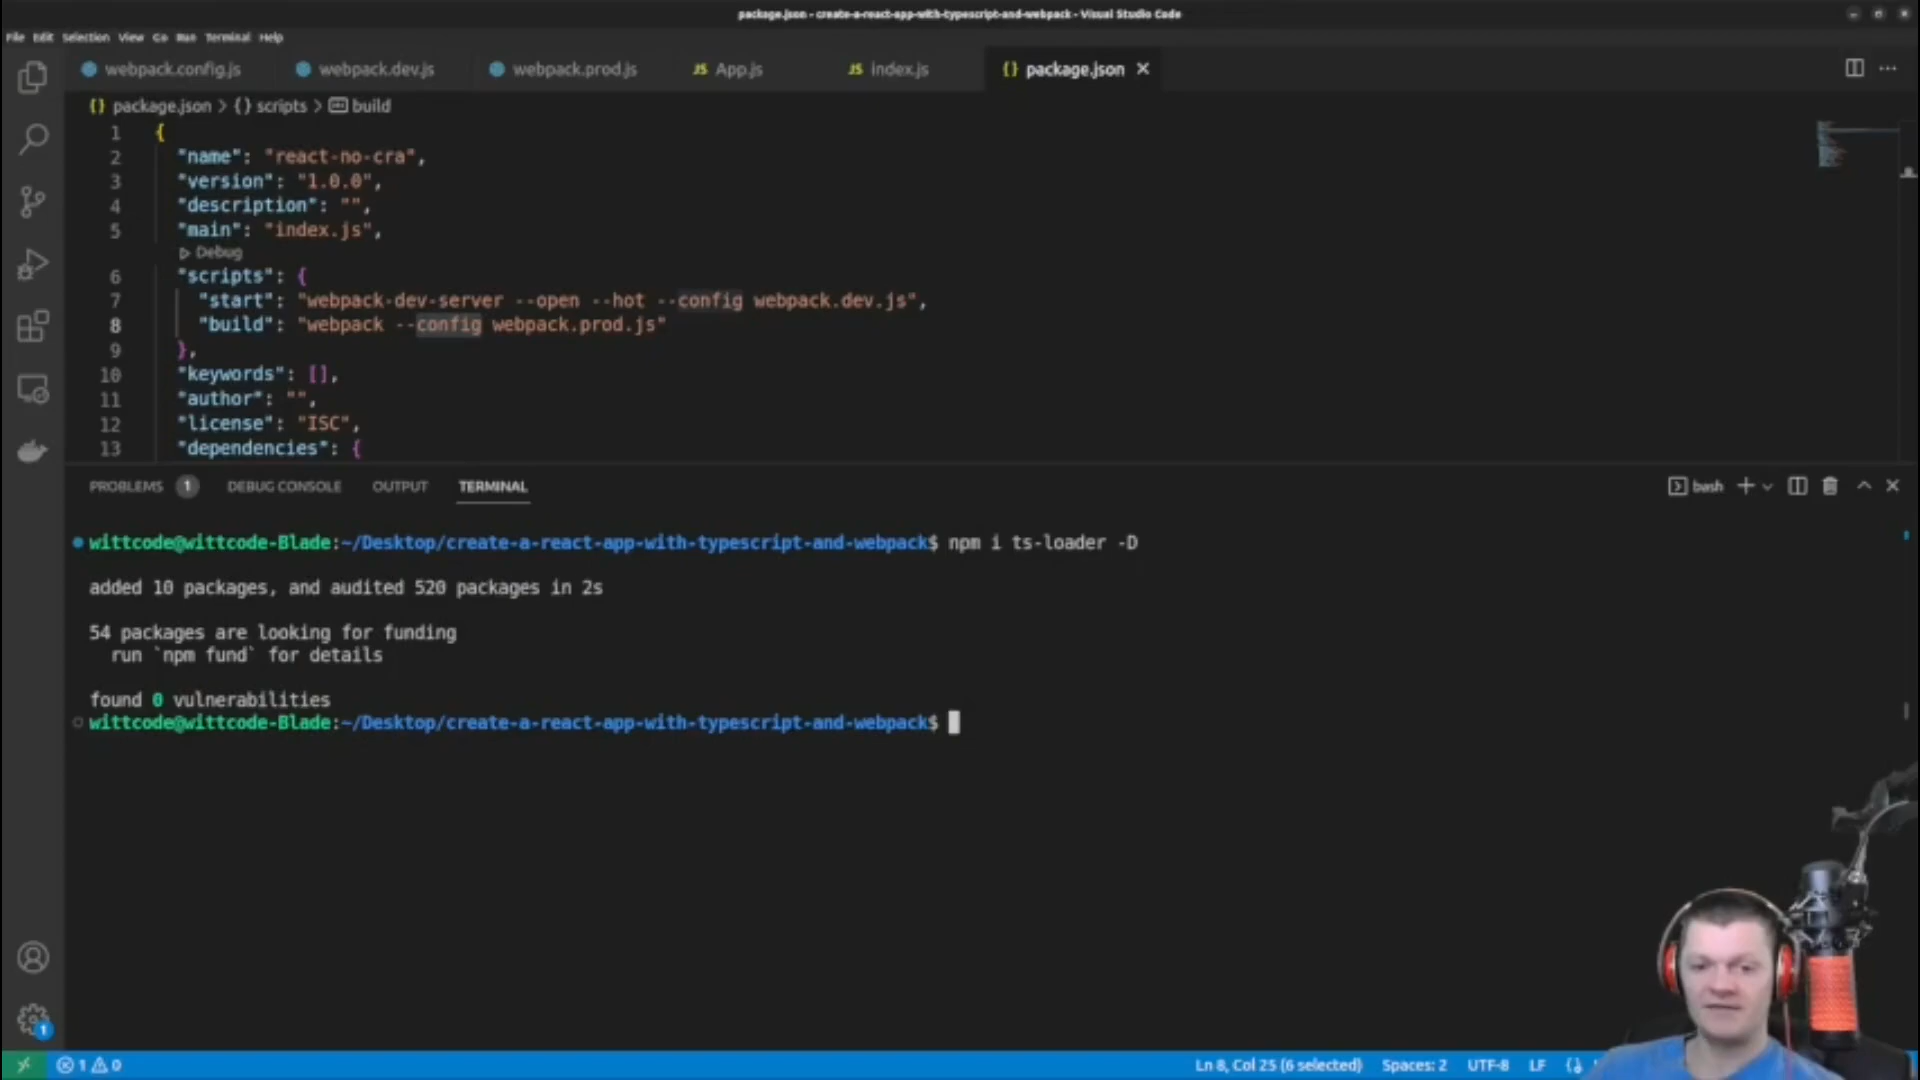 package.json - create-a-react-app-with-typescript-and-webpack - Visual Studio Code
File Edit Selection View Go Run Terminal Help
webpack.config.js webpack.dev.js webpack.prod.js JS App.js JS index.js {} package.json
{} package.json > {} scripts > build
1 {
2 "name": "react-no-cra",
3 "version": "1.0.0",
4 "description": "",
5 "main": "index.js",
Debug
6 "scripts": {
7 "start": "webpack-dev-server --open --hot --config webpack.dev.js",
8 "build": "webpack --config webpack.prod.js"
9 },
10 "keywords": [],
11 "author": "",
12 "license": "ISC",
13 "dependencies": {
PROBLEMS 1 DEBUG CONSOLE OUTPUT TERMINAL bash
wittcode@wittcode-Blade:~/Desktop/create-a-react-app-with-typescript-and-webpack$ npm i ts-loader -D
added 10 packages, and audited 520 packages in 2s
54 packages are looking for funding
run `npm fund` for details
found 0 vulnerabilities
wittcode@wittcode-Blade:~/Desktop/create-a-react-app-with-typescript-and-webpack$
1
1 0 Ln 8, Col 25 (6 selected) Spaces: 2 UTF-8 LF